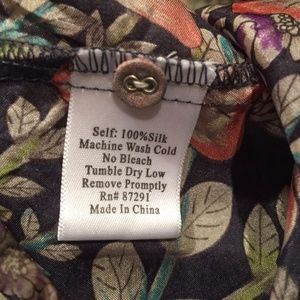 Self: 100%Silk
Machine Wash Cold
No Bleach
Tumble Dry Low
Remove Promptly
Rn# 87291
Made In China